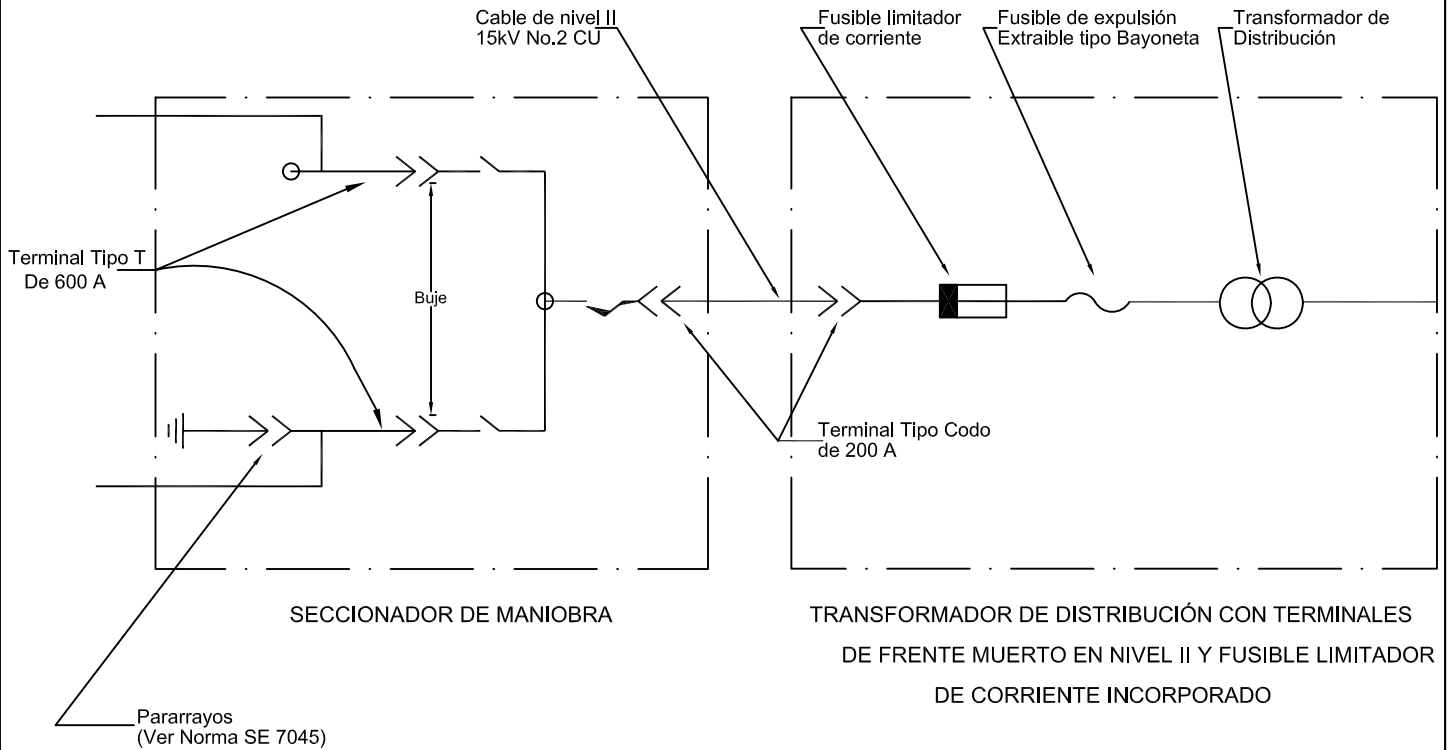 Cable de nivel II
15kV No.2 CU
Fusible limitador
de corriente
Fusible de expulsión
Extraible tipo Bayoneta
Transformador de
Distribución
Terminal Tipo T
De 600 A
Buje
Terminal Tipo Codo
de 200 A
SECCIONADOR DE MANIOBRA
TRANSFORMADOR DE DISTRIBUCIÓN CON TERMINALES
DE FRENTE MUERTO EN NIVEL II Y FUSIBLE LIMITADOR
DE CORRIENTE INCORPORADO
Pararrayos
(Ver Norma SE 7045)